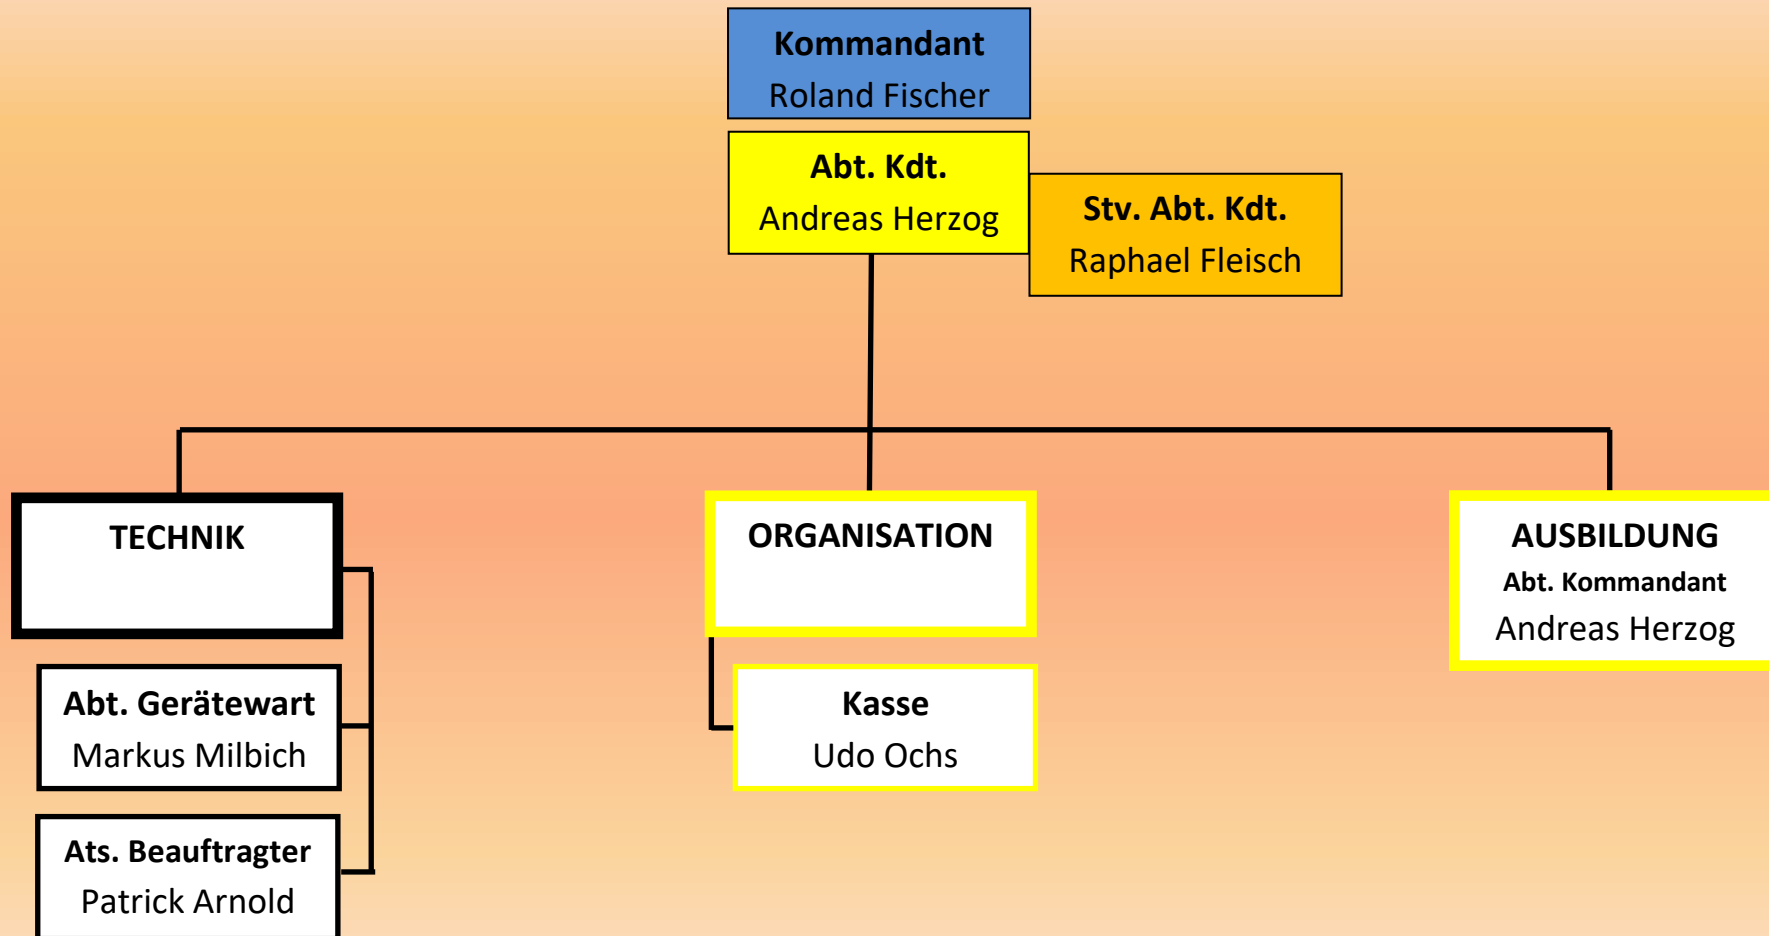 Kommandant
Roland Fischer
Abt. Kdt.
Andreas Herzog
Stv. Abt. Kdt.
Raphael Fleisch
TECHNIK
Abt. Gerätewart
Markus Milbich
Ats. Beauftragter
Patrick Arnold
ORGANISATION
Kasse
Udo Ochs
AUSBILDUNG
Abt. Kommandant
Andreas Herzog